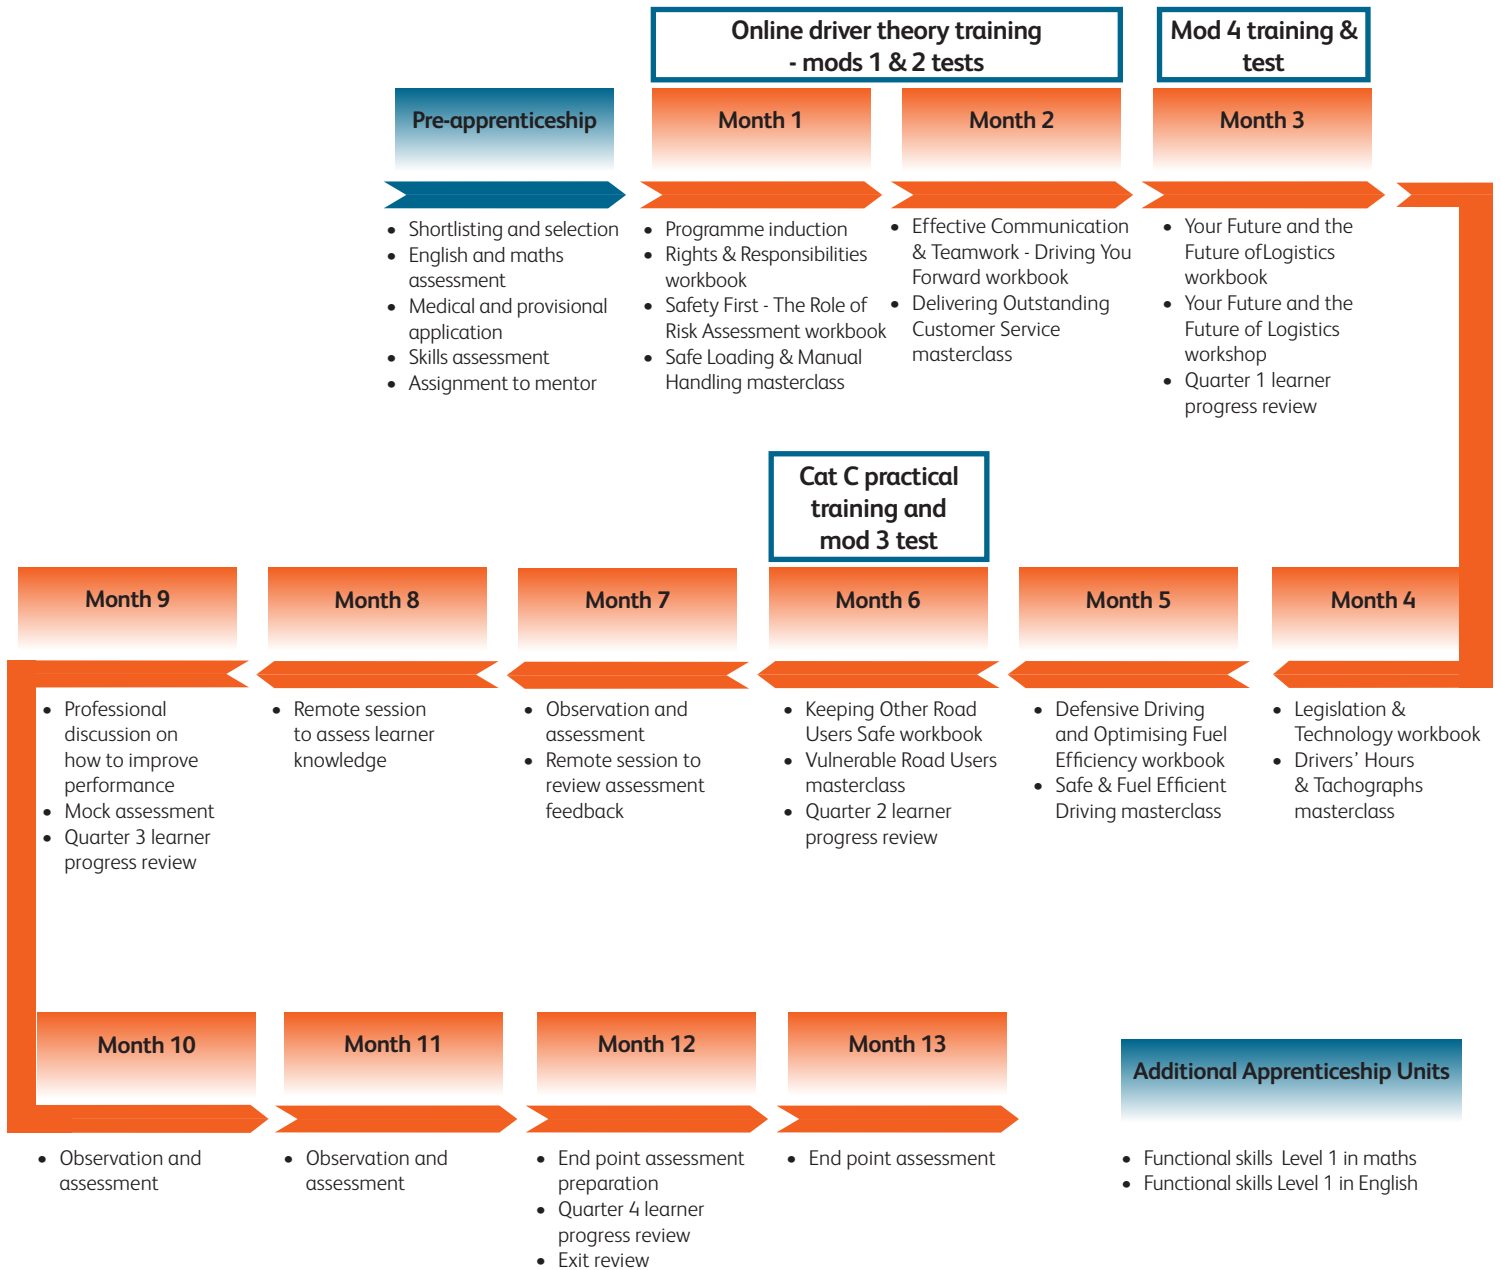 Online driver theory training
- mods 1 & 2 tests
Mod 4 training &
test
Pre-apprenticeship
Month 1
Month 2
Month 3
• Shortlisting and selection
• English and maths
assessment
• Medical and provisional
application
• Skills assessment
• Assignment to mentor
• Programme induction
• Rights & Responsibilities
workbook
• Safety First - The Role of
Risk Assessment workbook
• Safe Loading & Manual
Handling masterclass
• Effective Communication
& Teamwork - Driving You
Forward workbook
• Delivering Outstanding
Customer Service
masterclass
• Your Future and the
Future ofLogistics
workbook
• Your Future and the
Future of Logistics
workshop
• Quarter 1 learner
progress review
Cat C practical
training and
mod 3 test
Month 9
Month 8
Month 7
Month 6
Month 5
Month 4
• Professional
discussion on
how to improve
performance
• Mock assessment
• Quarter 3 learner
progress review
• Remote session
to assess learner
knowledge
• Observation and
assessment
• Remote session to
review assessment
feedback
• Keeping Other Road
Users Safe workbook
• Vulnerable Road Users
masterclass
• Quarter 2 learner
progress review
• Defensive Driving
and Optimising Fuel
Efficiency workbook
• Safe & Fuel Efficient
Driving masterclass
• Legislation &
Technology workbook
• Drivers’ Hours
& Tachographs
masterclass
Month 10
Month 11
Month 12
Month 13
Additional Apprenticeship Units
• Observation and
assessment
• Observation and
assessment
• End point assessment
preparation
• Quarter 4 learner
progress review
• Exit review
• End point assessment
• Functional skills Level 1 in maths
• Functional skills Level 1 in English